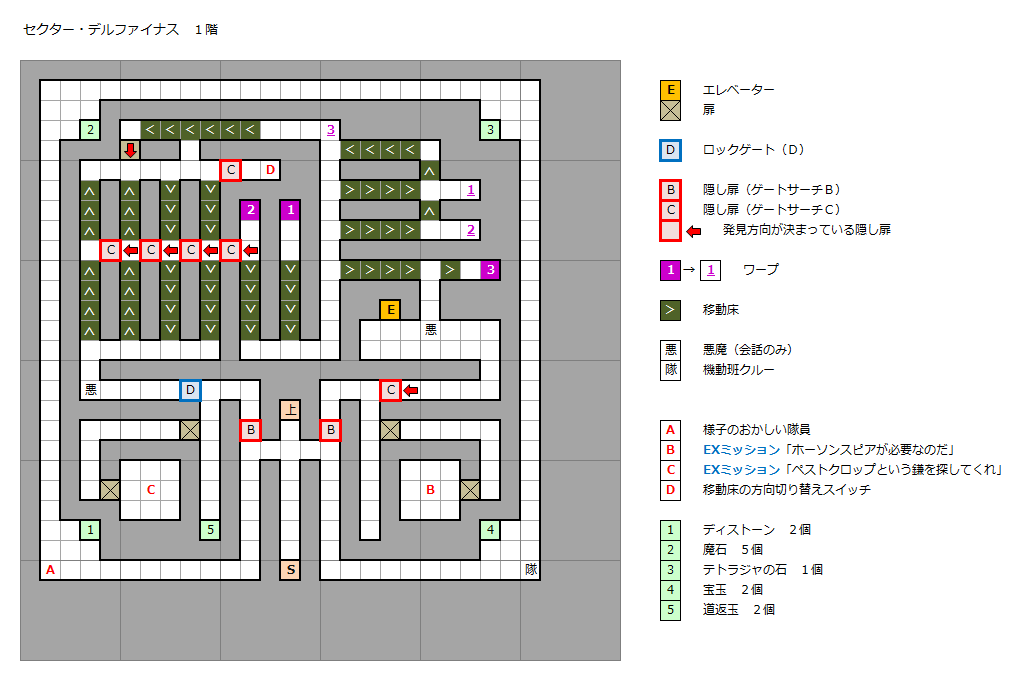 セクター・デルファイナス 1階
E エレベーター
扉
2 < < < < < < 3 3
D ロックゲート(D)
< < < <
C D
∧
B 隠し扉(ゲートサーチB)
∧ ∧ ∨ ∨ > > > > 1
C 隠し扉(ゲートサーチC)
∧ ∧ ∨ ∨ 2 1 ∧
発見方向が決まっている隠し扉
∧ ∧ ∨ ∨ > > > > 2
C C C C
1 → 1 ワープ
∧ ∧ ∨ ∨ ∨ ∨ > > > > > 3
∧ ∧ ∨ ∨ ∨ ∨
> 移動床
∧ ∧ ∨ ∨ ∨ ∨ E
∧ ∧ ∨ ∨ ∨ ∨ 悪
悪 悪魔(会話のみ)
隊 機動班クルー
悪 D C
上
B B
A 様子のおかしい隊員
B EXミッション「ホーソンスピアが必要なのだ」
C EXミッション「ペストクロップという鎌を探してくれ」
C B
D 移動床の方向切り替えスイッチ
1 5 4
1 ディストーン 2個
2 魔石 5個
A S 隊
3 テトラジャの石 1個
4 宝玉 2個
5 道返玉 2個